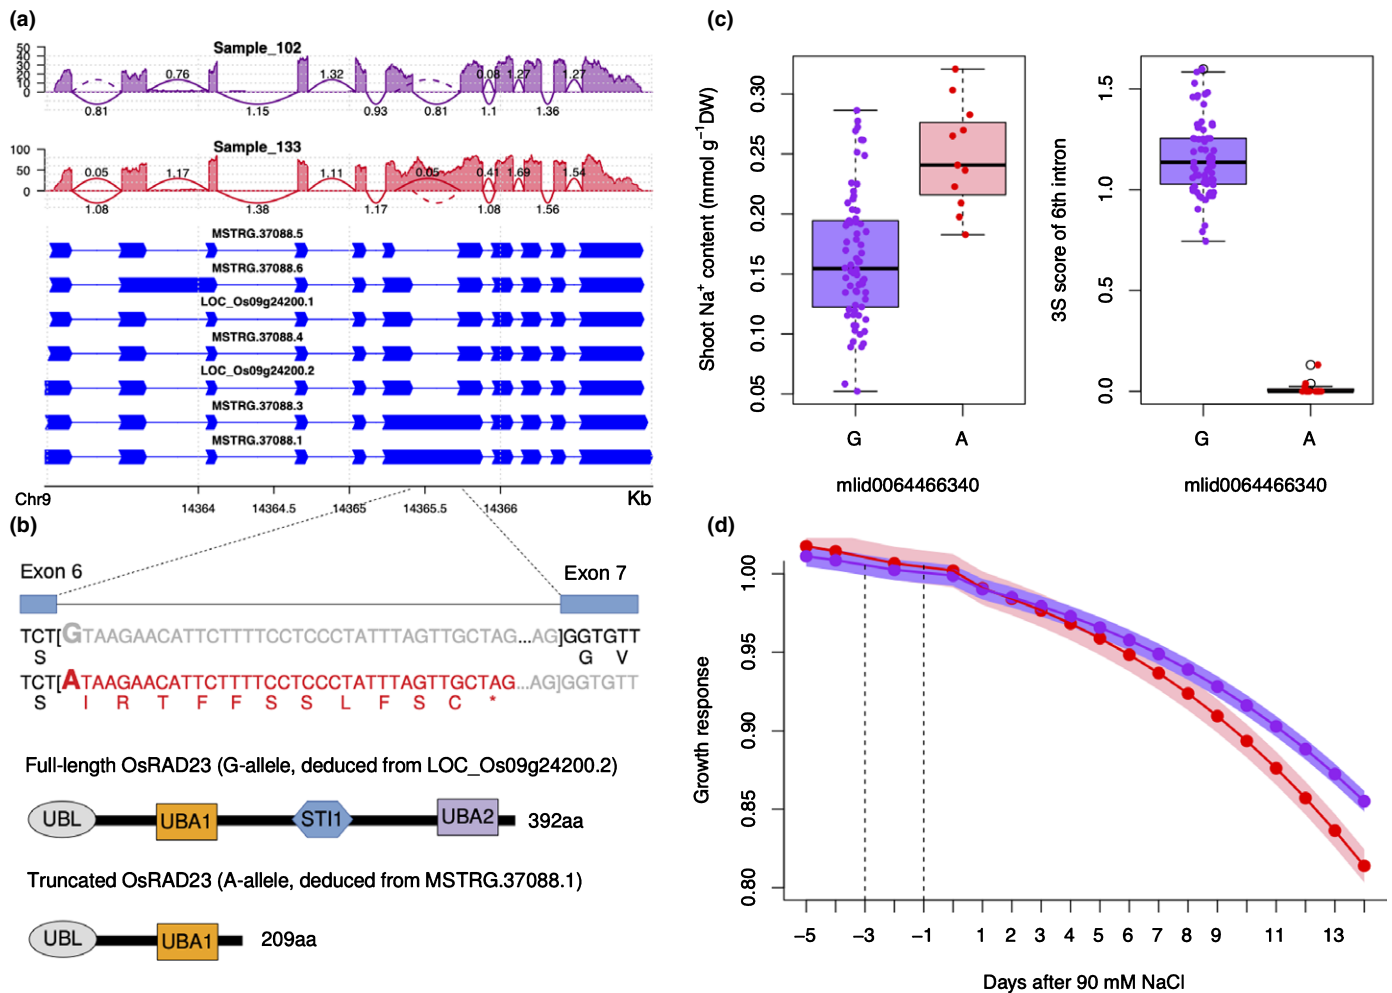 (a)
Sample_102
50
40
30
20
10
0
0.76 1.32 0.08 1.27 1.27
0.81 1.15 0.93 0.81 1.1 1.36
Sample_133
100
50
0
0.05 1.17 1.11 0.05 0.41 1.69 1.54
1.08 1.38 1.17 1.08 1.56
MSTRG.37088.5
MSTRG.37088.6
LOC_Os09g24200.1
MSTRG.37088.4
LOC_Os09g24200.2
MSTRG.37088.3
MSTRG.37088.1
Chr9 Kb
14364 14364.5 14365 14365.5 14366
(b)
Exon 6 Exon 7
TCT[GTAAGAACATTCTTTTCCTCCCTATTTAGTTGCTAG...AG]GGTGTT
S G V
TCT[ATAAGAACATTCTTTTCCTCCCTATTTAGTTGCTAG...AG]GGTGTT
S I R T F F S S L F S C *
Full-length OsRAD23 (G-allele, deduced from LOC_Os09g24200.2)
UBL UBA1 STI1 UBA2 392aa
Truncated OsRAD23 (A-allele, deduced from MSTRG.37088.1)
UBL UBA1 209aa
(c)
Shoot Na+ content (mmol g−1DW)
0.30
0.25
0.20
0.15
0.10
0.05
G A
mlid0064466340
3S score of 6th intron
1.5
1.0
0.5
0.0
G A
mlid0064466340
(d)
Growth response
1.00
0.95
0.90
0.85
0.80
−5 −3 −1 1 2 3 4 5 6 7 8 9 11 13
Days after 90 mM NaCl